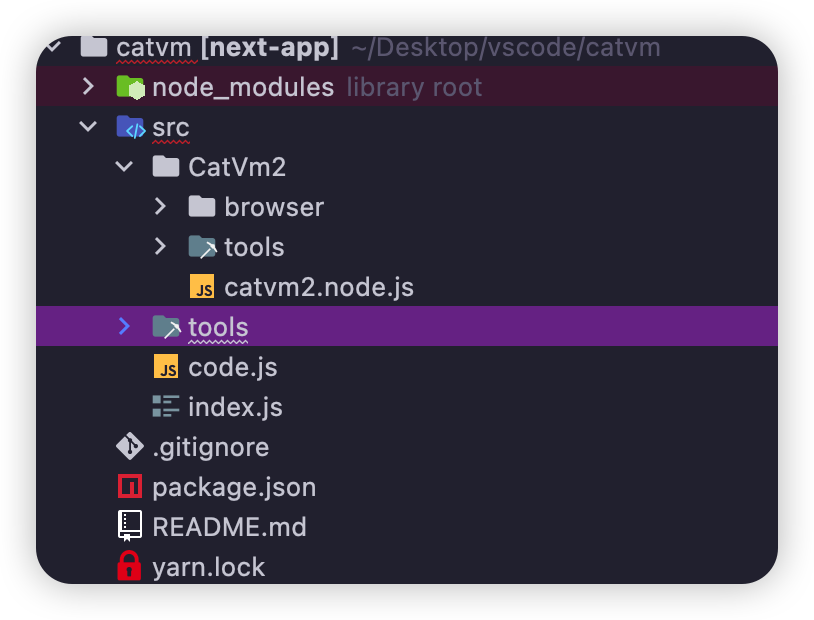 catvm [next-app] ~/Desktop/vscode/catvm
node_modules library root
src
CatVm2
browser
tools
JS catvm2.node.js
tools
JS code.js
index.js
.gitignore
package.json
README.md
yarn.lock